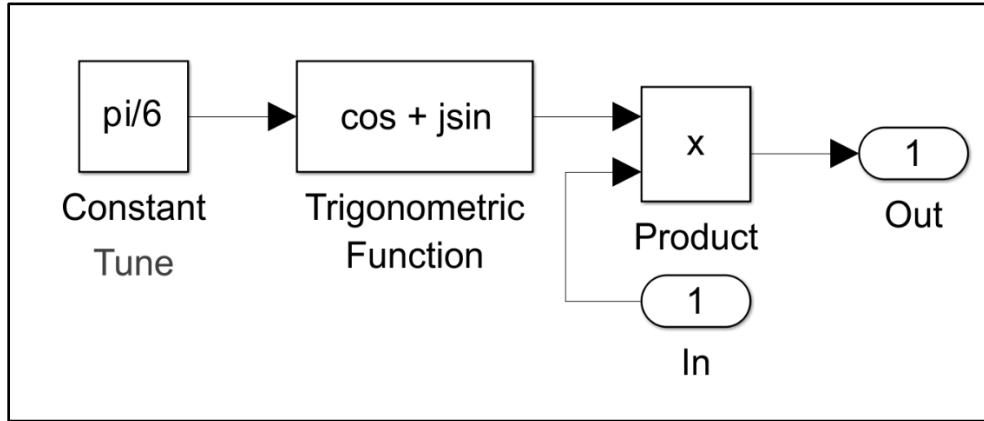 pi/6
Constant
Tune
cos + jsin
Trigonometric
Function
x
Product
1
In
1
Out